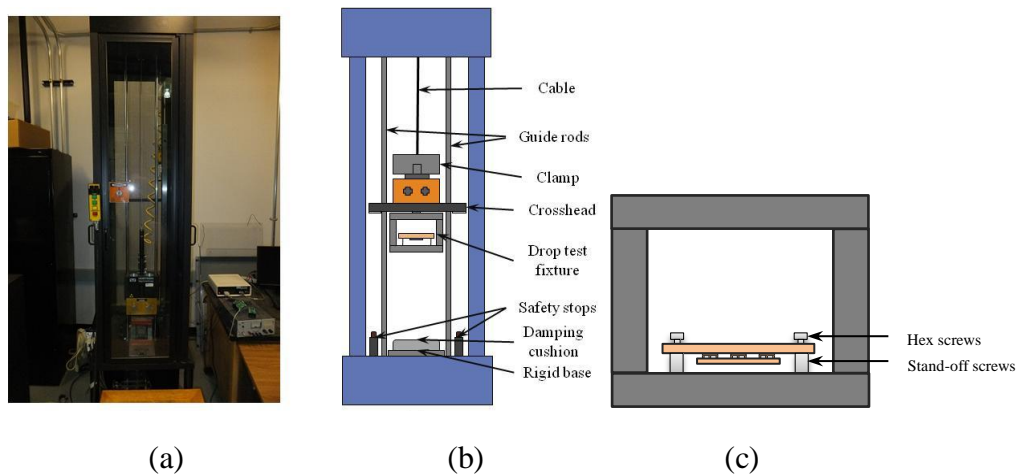 Cable
Guide rods
Clamp
Crosshead
Drop test
fixture
Safety stops
Damping
cushion
Rigid base
Hex screws
Stand-off screws
(a)
(b)
(c)